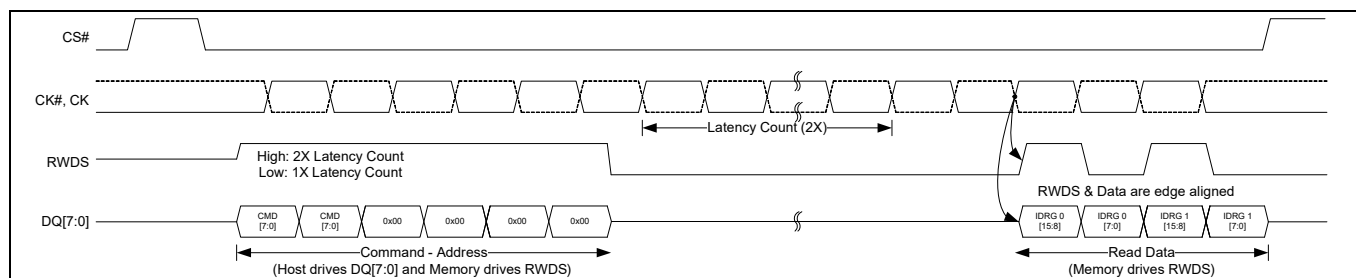 CS#
CK#, CK
Latency Count (2X)
RWDS
High: 2X Latency Count
Low: 1X Latency Count
RWDS & Data are edge aligned
DQ[7:0]
CMD
[7:0]
CMD
[7:0]
0x00
0x00
0x00
0x00
IDRG 0
[15:8]
IDRG 0
[7:0]
IDRG 1
[15:8]
IDRG 1
[7:0]
Command - Address
(Host drives DQ[7:0] and Memory drives RWDS)
Read Data
(Memory drives RWDS)